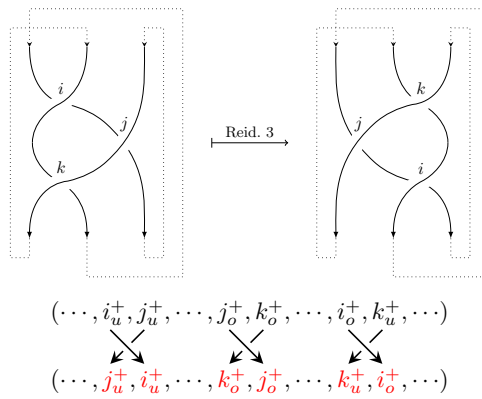 i
j
k
Reid. 3
k
j
i
(⋯, i_u^+, j_u^+, ⋯, j_o^+, k_o^+, ⋯, i_o^+, k_u^+, ⋯)
(⋯, j_u^+, i_u^+, ⋯, k_o^+, j_o^+, ⋯, k_u^+, i_o^+, ⋯)